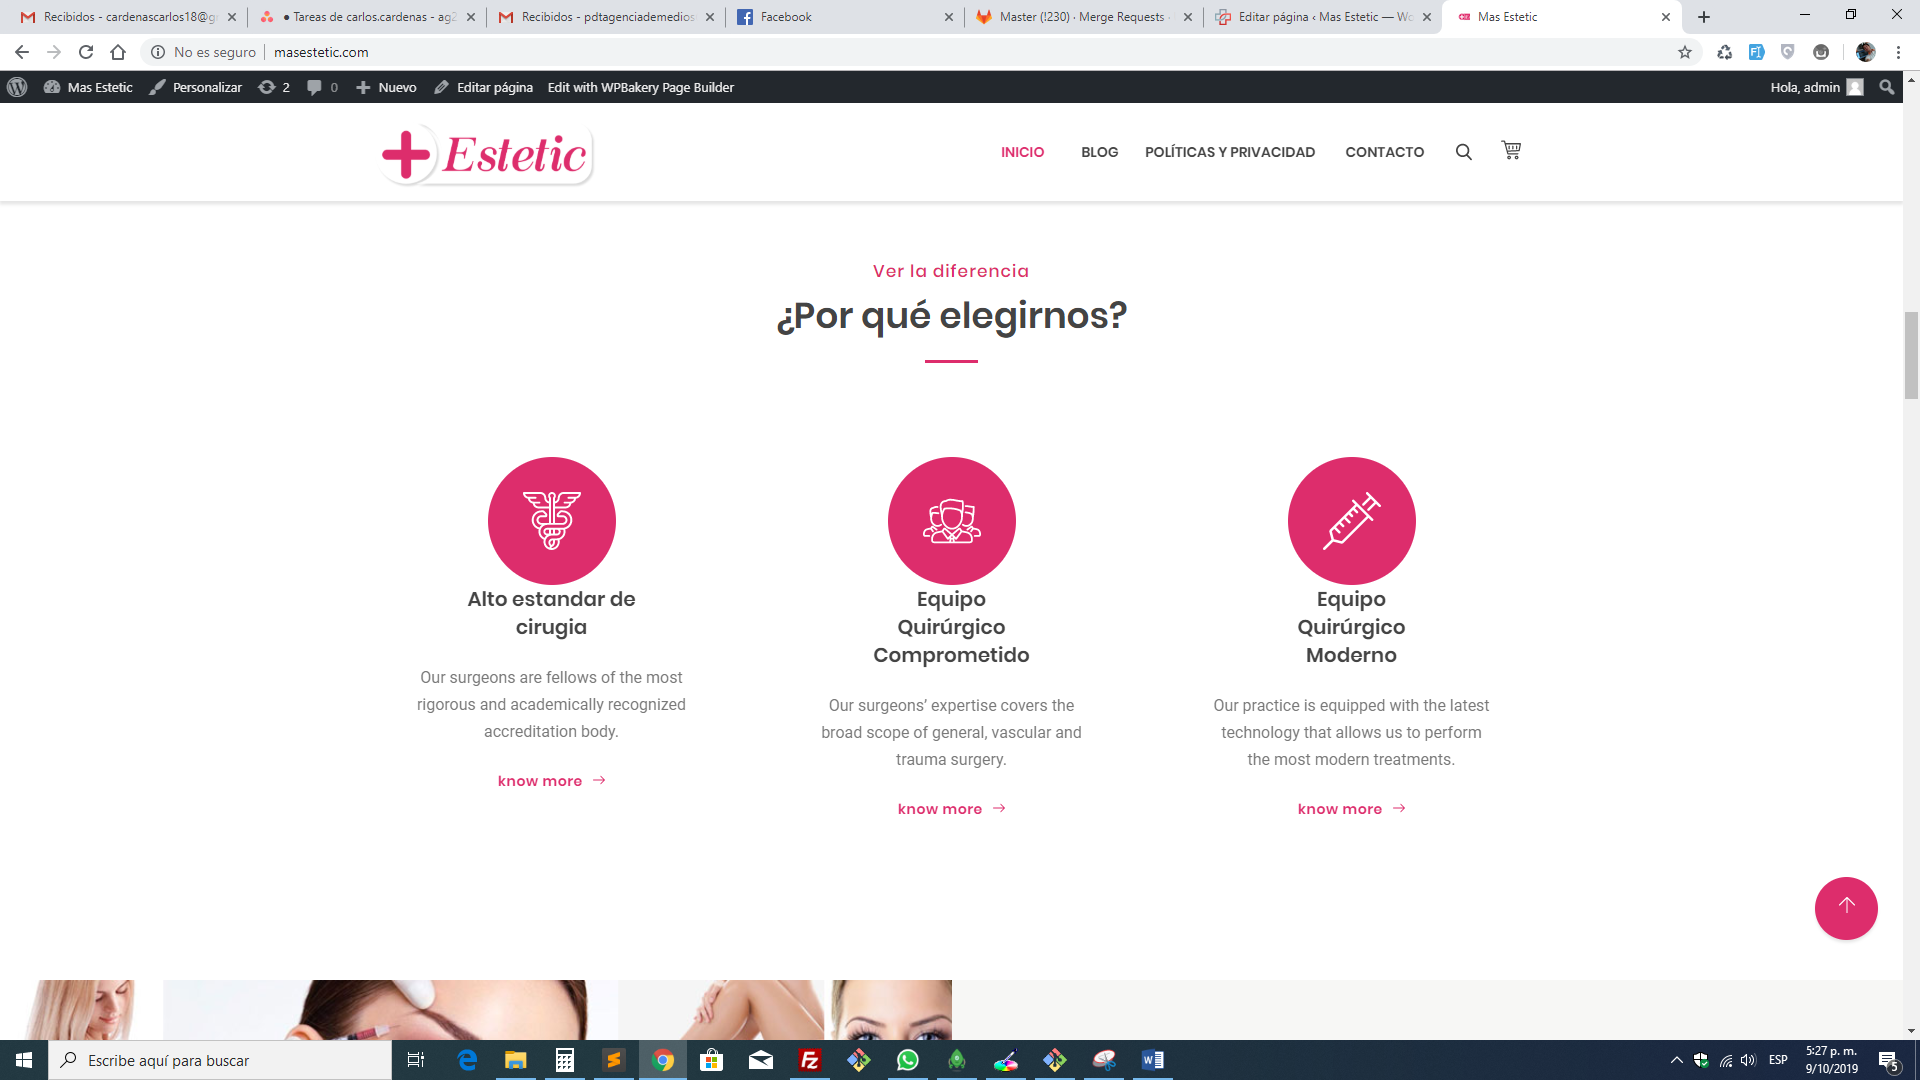 Recibidos - cardenascarlos18@g
● Tareas de carlos.cardenas - ag2
Recibidos - pdtagenciademedios
Facebook
Master (!230) · Merge Requests ·
Editar página ‹ Mas Estetic — Wo
Mas Estetic
No es seguro
masestetic.com
Mas Estetic
Personalizar
2
0
Nuevo
Editar página
Edit with WPBakery Page Builder
Hola, admin
Estetic
INICIO
BLOG
POLÍTICAS Y PRIVACIDAD
CONTACTO
Ver la diferencia
¿Por qué elegirnos?
Alto estandar de
cirugia
Our surgeons are fellows of the most
rigorous and academically recognized
accreditation body.
know more
Equipo
Quirúrgico
Comprometido
Our surgeons’ expertise covers the
broad scope of general, vascular and
trauma surgery.
know more
Equipo
Quirúrgico
Moderno
Our practice is equipped with the latest
technology that allows us to perform
the most modern treatments.
know more
Escribe aquí para buscar
ESP
5:27 p. m.
9/10/2019
5